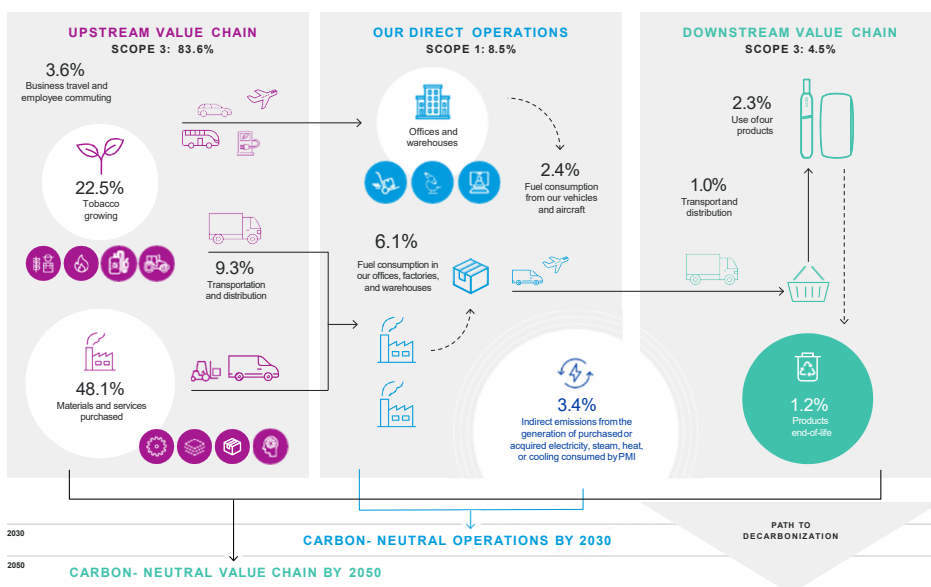 UPSTREAM VALUE CHAIN
SCOPE 3: 83.6%
3.6%
Business travel and
employee commuting
22.5%
Tobacco
growing
9.3%
Transportation
and distribution
48.1%
Materials and services
purchased
OUR DIRECT OPERATIONS
SCOPE 1: 8.5%
Offices and
warehouses
2.4%
Fuel consumption
from our vehicles
and aircraft
6.1%
Fuel consumption in
our offices, factories,
and warehouses
3.4%
Indirect emissions from the
generation of purchased or
acquired electricity, steam, heat,
or cooling consumed by PMI
DOWNSTREAM VALUE CHAIN
SCOPE 3: 4.5%
2.3%
Use of our
products
1.0%
Transport and
distribution
1.2%
Products
end-of-life
PATH TO
DECARBONIZATION
2030
CARBON- NEUTRAL OPERATIONS BY 2030
2050
CARBON- NEUTRAL VALUE CHAIN BY 2050